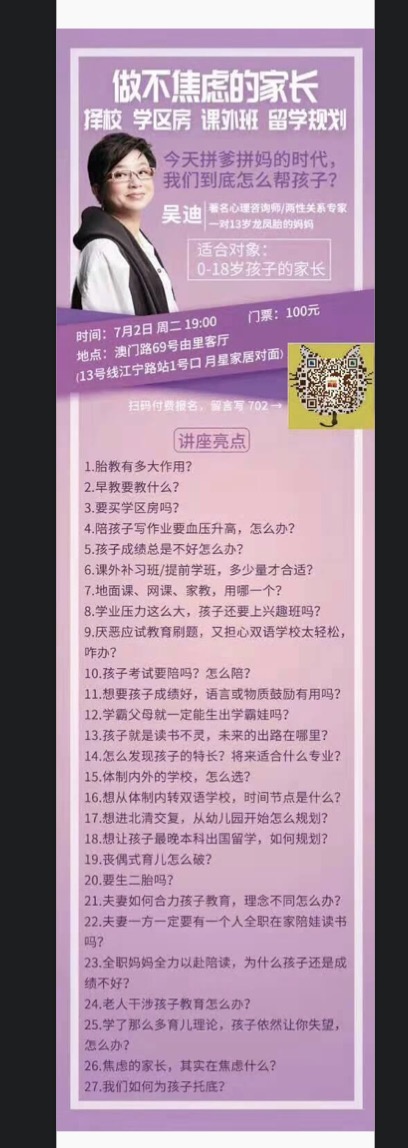 做不焦虑的家长
择校 学区房 课外班 留学规划
今天拼爹拼妈的时代，
我们到底怎么帮孩子？
吴迪
著名心理咨询师/两性关系专家
一对13岁龙凤胎的妈妈
适合对象：
0-18岁孩子的家长
时间：7月2日 周二 19:00 门票：100元
地点：澳门路69号由里客厅
(13号线江宁路站1号口 月星家居对面)
扫码付费报名，留言写 702 →
讲座亮点
1.胎教有多大作用？
2.早教要教什么？
3.要买学区房吗？
4.陪孩子写作业要血压升高，怎么办？
5.孩子成绩总是不好怎么办？
6.课外补习班/提前学班，多少量才合适？
7.地面课、网课、家教，用哪一个？
8.学业压力这么大，孩子还要上兴趣班吗？
9.厌恶应试教育刷题，又担心双语学校太轻松，
咋办？
10.孩子考试要陪吗？怎么陪？
11.想要孩子成绩好，语言或物质鼓励有用吗？
12.学霸父母就一定能生出学霸娃吗？
13.孩子就是读书不灵，未来的出路在哪里？
14.怎么发现孩子的特长？将来适合什么专业？
15.体制内外的学校，怎么选？
16.想从体制内转双语学校，时间节点是什么？
17.想进北清交复，从幼儿园开始怎么规划？
18.想让孩子最晚本科出国留学，如何规划？
19.丧偶式育儿怎么破？
20.要生二胎吗？
21.夫妻如何合力孩子教育，理念不同怎么办？
22.夫妻一方一定要有一个人全职在家陪娃读书
吗？
23.全职妈妈全力以赴陪读，为什么孩子还是成
绩不好？
24.老人干涉孩子教育怎么办？
25.学了那么多育儿理论，孩子依然让你失望，
怎么办？
26.焦虑的家长，其实在焦虑什么？
27.我们如何为孩子托底？